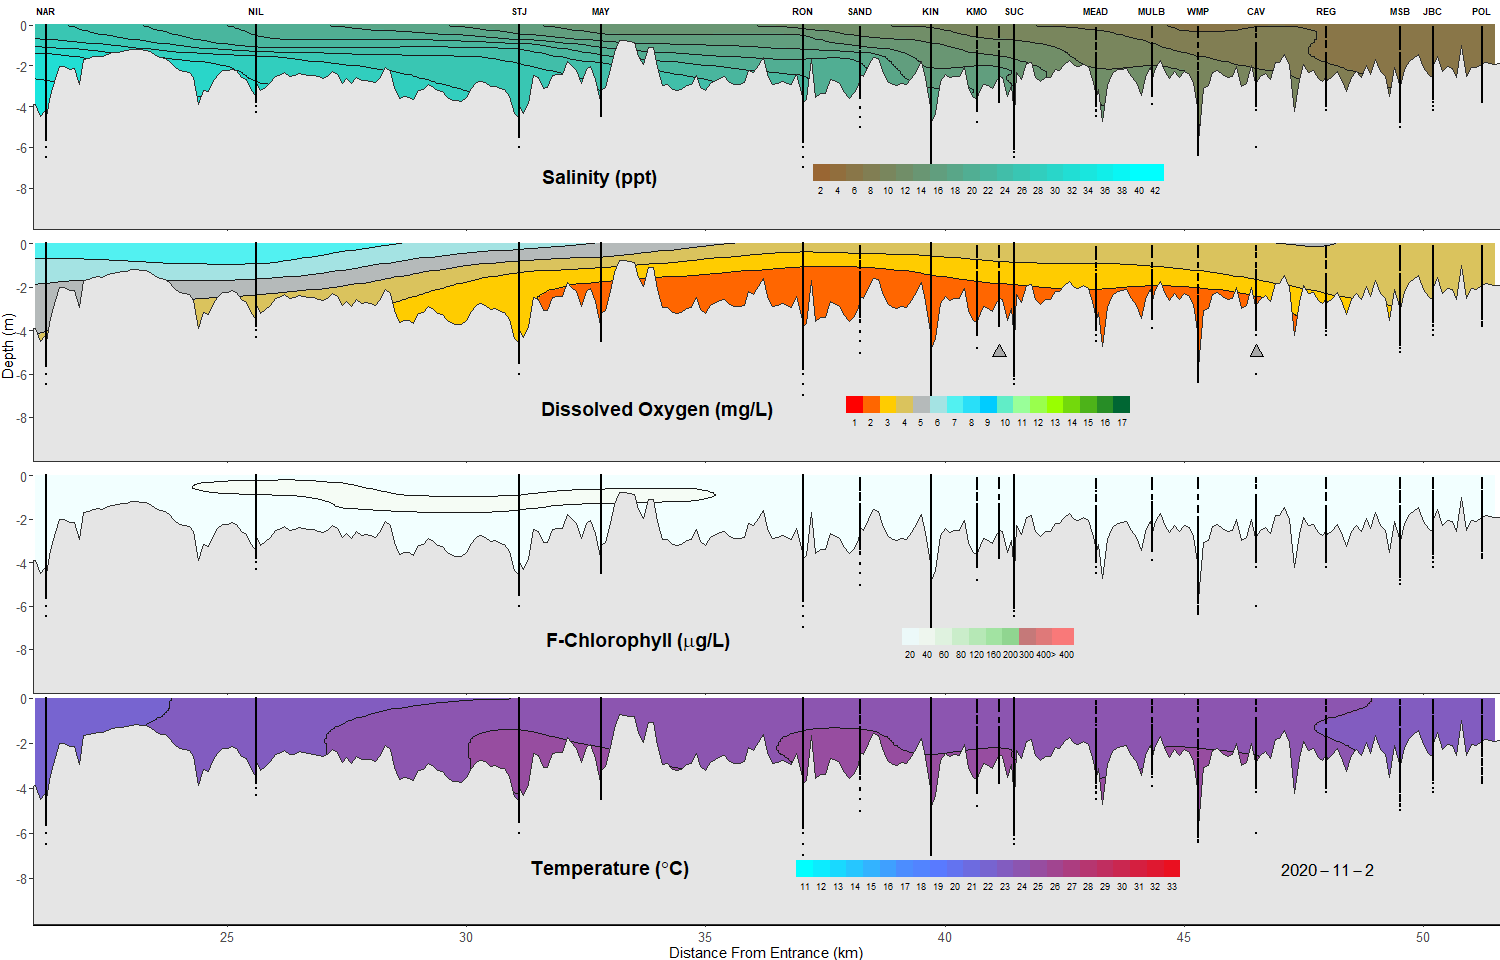 NAR NIL STJ MAY RON SAND KIN KMO SUC MEAD MULB WMP CAV REG MSB JBC POL
0
-2
-4
-6
-8
Salinity (ppt)
2 4 6 8 10 12 14 16 18 20 22 24 26 28 30 32 34 36 38 40 42
Depth (m)
0
-2
-4
-6
-8
Dissolved Oxygen (mg/L)
1 2 3 4 5 6 7 8 9 10 11 12 13 14 15 16 17
0
-2
-4
-6
-8
F-Chlorophyll (μg/L)
20 40 60 80 120 160 200 300 400> 400
0
-2
-4
-6
-8
Temperature (°C)
11 12 13 14 15 16 17 18 19 20 21 22 23 24 25 26 27 28 29 30 31 32 33
2020-11-2
25 30 35 40 45 50
Distance From Entrance (km)